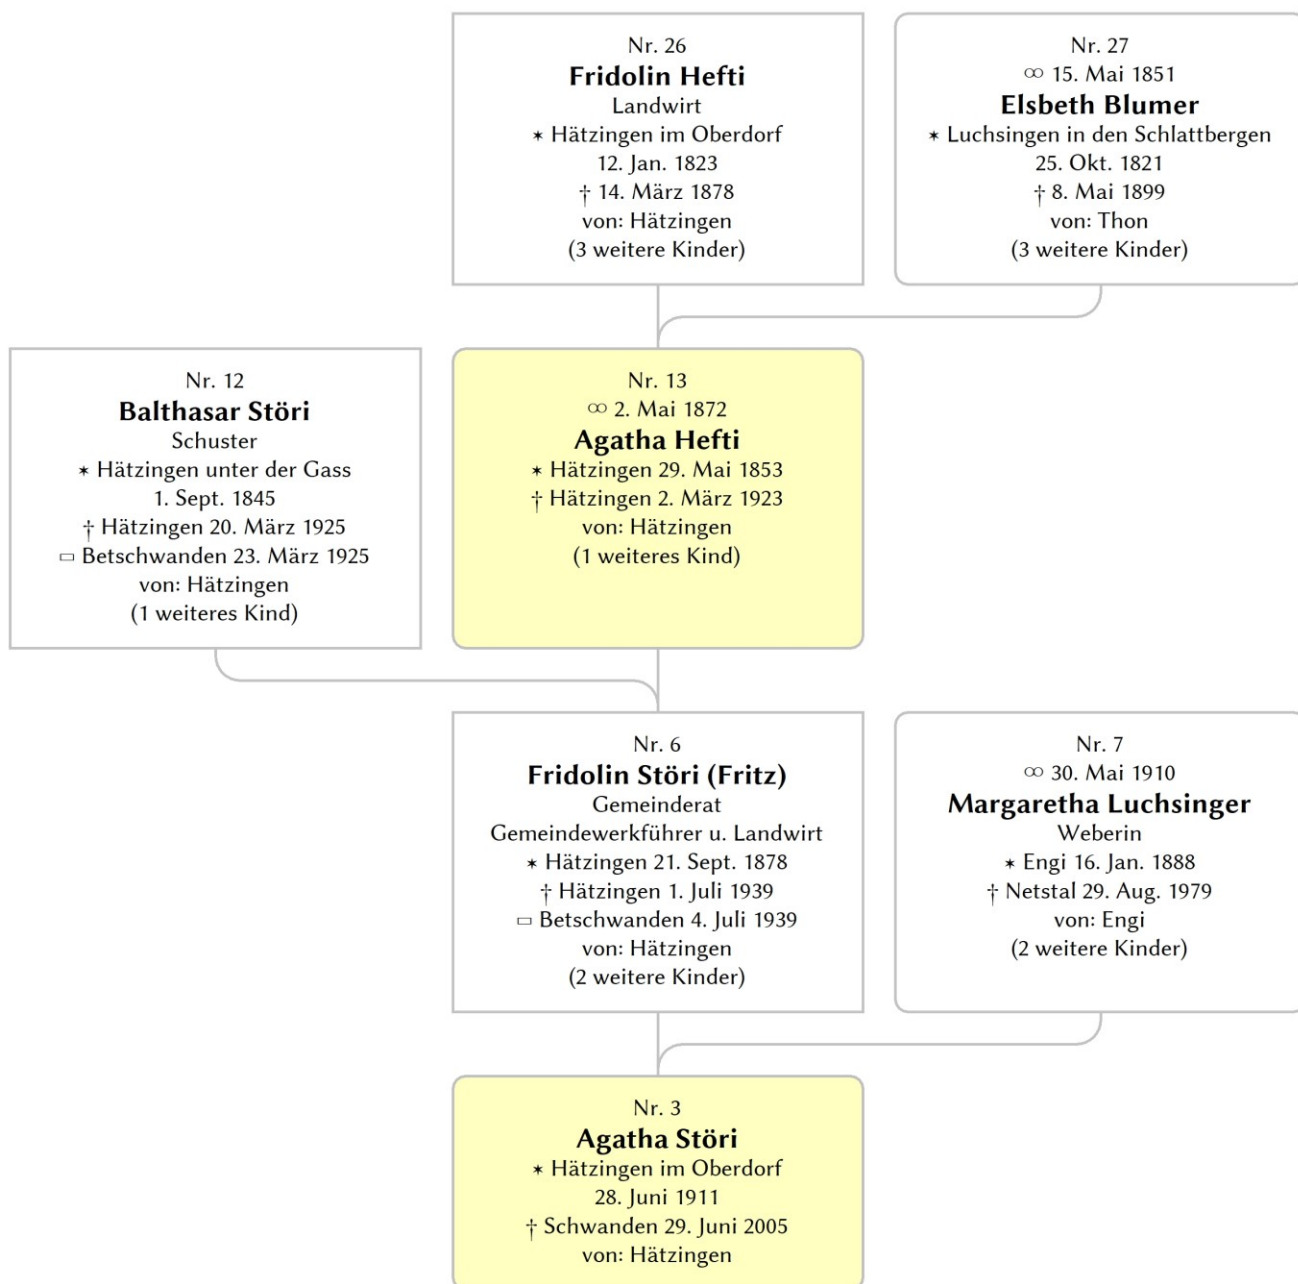 Nr. 26
Fridolin Hefti
Landwirt
✶ Hätzingen im Oberdorf
12. Jan. 1823
† 14. März 1878
von: Hätzingen
(3 weitere Kinder)
Nr. 27
⚭ 15. Mai 1851
Elsbeth Blumer
✶ Luchsingen in den Schlattbergen
25. Okt. 1821
† 8. Mai 1899
von: Thon
(3 weitere Kinder)
Nr. 12
Balthasar Störi
Schuster
✶ Hätzingen unter der Gass
1. Sept. 1845
† Hätzingen 20. März 1925
▭ Betschwanden 23. März 1925
von: Hätzingen
(1 weiteres Kind)
Nr. 13
⚭ 2. Mai 1872
Agatha Hefti
✶ Hätzingen 29. Mai 1853
† Hätzingen 2. März 1923
von: Hätzingen
(1 weiteres Kind)
Nr. 6
Fridolin Störi (Fritz)
Gemeinderat
Gemeindewerkführer u. Landwirt
✶ Hätzingen 21. Sept. 1878
† Hätzingen 1. Juli 1939
▭ Betschwanden 4. Juli 1939
von: Hätzingen
(2 weitere Kinder)
Nr. 7
⚭ 30. Mai 1910
Margaretha Luchsinger
Weberin
✶ Engi 16. Jan. 1888
† Netstal 29. Aug. 1979
von: Engi
(2 weitere Kinder)
Nr. 3
Agatha Störi
✶ Hätzingen im Oberdorf
28. Juni 1911
† Schwanden 29. Juni 2005
von: Hätzingen